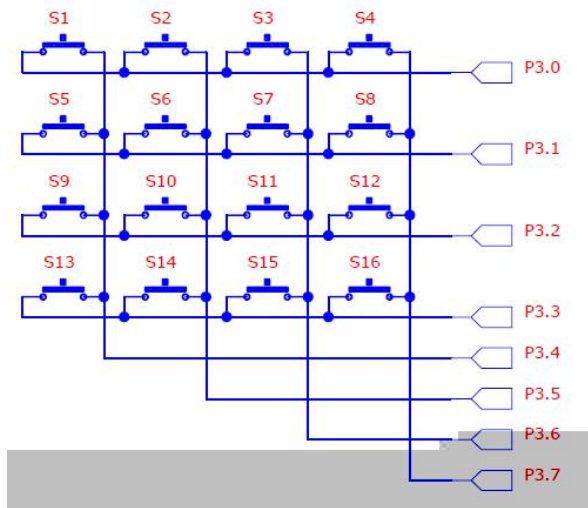 S1 S2 S3 S4
P3.0
S5 S6 S7 S8
P3.1
S9 S10 S11 S12
P3.2
S13 S14 S15 S16
P3.3
P3.4
P3.5
P3.6
P3.7